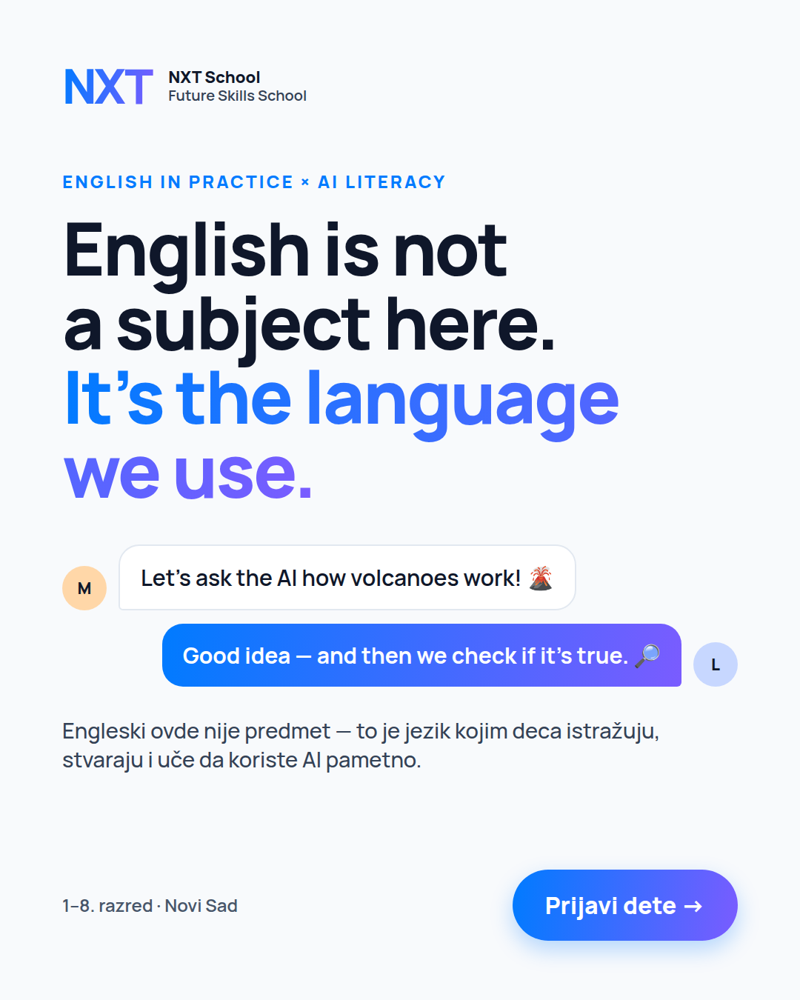 NXT
NXT School
Future Skills School
ENGLISH IN PRACTICE × AI LITERACY
English is not
a subject here.
It’s the language
we use.
M
Let’s ask the AI how volcanoes work! 🌋
Good idea — and then we check if it’s true. 🔎
L
Engleski ovde nije predmet — to je jezik kojim deca istražuju,
stvaraju i uče da koriste AI pametno.
1–8. razred · Novi Sad
Prijavi dete →